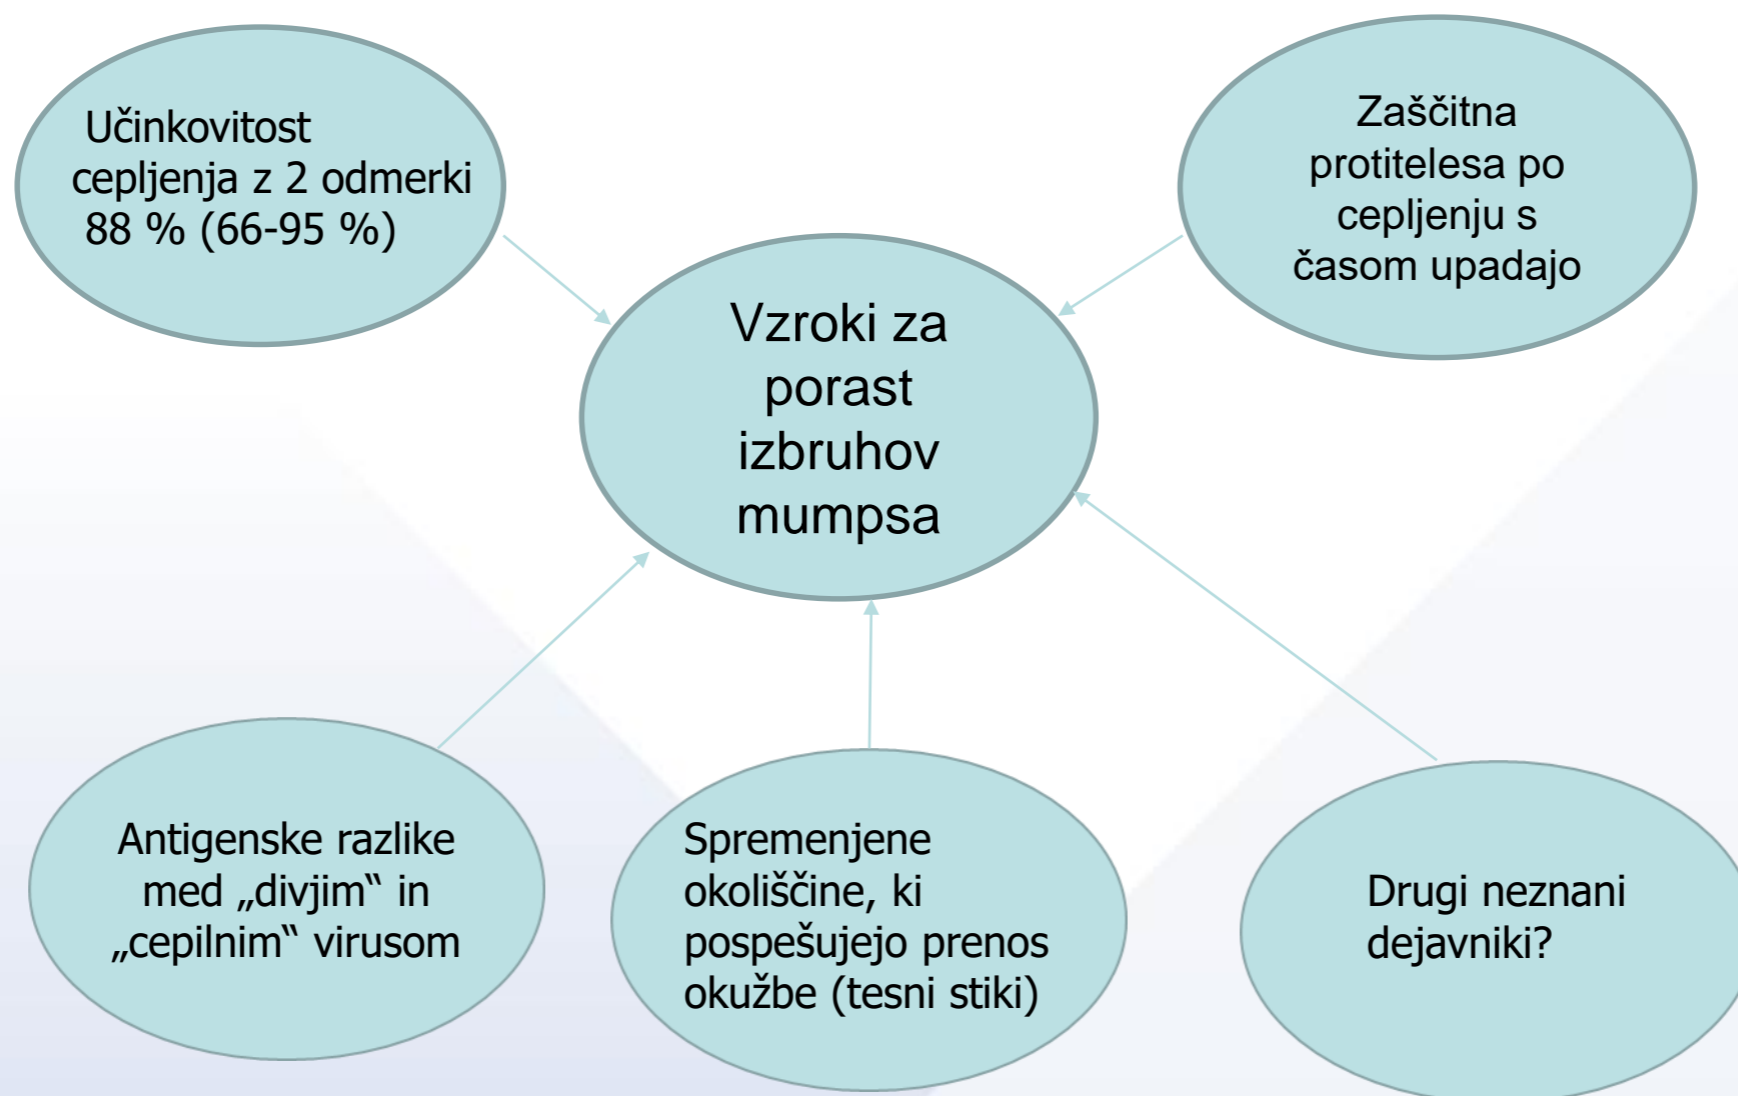 Učinkovitost
cepljenja z 2 odmerki
88 % (66-95 %)
Zaščitna
protitelesa po
cepljenju s
časom upadajo
Vzroki za
porast
izbruhov
mumpsa
Antigenske razlike
med „divjim“ in
„cepilnim“ virusom
Spremenjene
okoliščine, ki
pospešujejo prenos
okužbe (tesni stiki)
Drugi neznani
dejavniki?